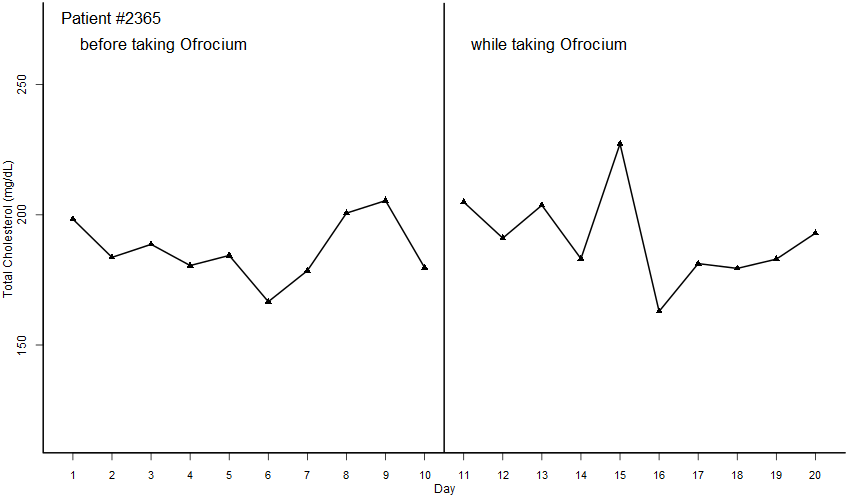 Patient #2365
before taking Ofrocium
while taking Ofrocium
Total Cholesterol (mg/dL)
250
200
150
1 2 3 4 5 6 7 8 9 10 11 12 13 14 15 16 17 18 19 20
Day